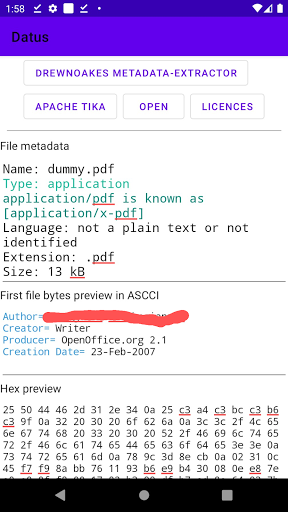 1:58
Datus
DREWNOAKES METADATA-EXTRACTOR
APACHE TIKA
OPEN
LICENCES
File metadata
Name: dummy.pdf
Type: application
application/pdf is known as
[application/x-pdf]
Language: not a plain text or not
identified
Extension: .pdf
Size: 13 kB
First file bytes preview in ASCCI
Author=
Creator= Writer
Producer= OpenOffice.org 2.1
Creation Date= 23-Feb-2007
Hex preview
25 50 44 46 2d 31 2e 34 0a 25 c3 a4 c3 bc c3 b6
c3 9f 0a 32 20 30 20 6f 62 6a 0a 3c 3c 2f 4c 65
6e 67 74 68 20 33 20 30 20 52 2f 46 69 6c 74 65
72 2f 46 6c 61 74 65 44 65 63 6f 64 65 3e 3e 0a
73 74 72 65 61 6d 0a 78 9c 3d 8e cb 0a 02 31 0c
45 f7 f9 8a bb 76 11 93 b6 e9 b4 30 08 0e e8 7e